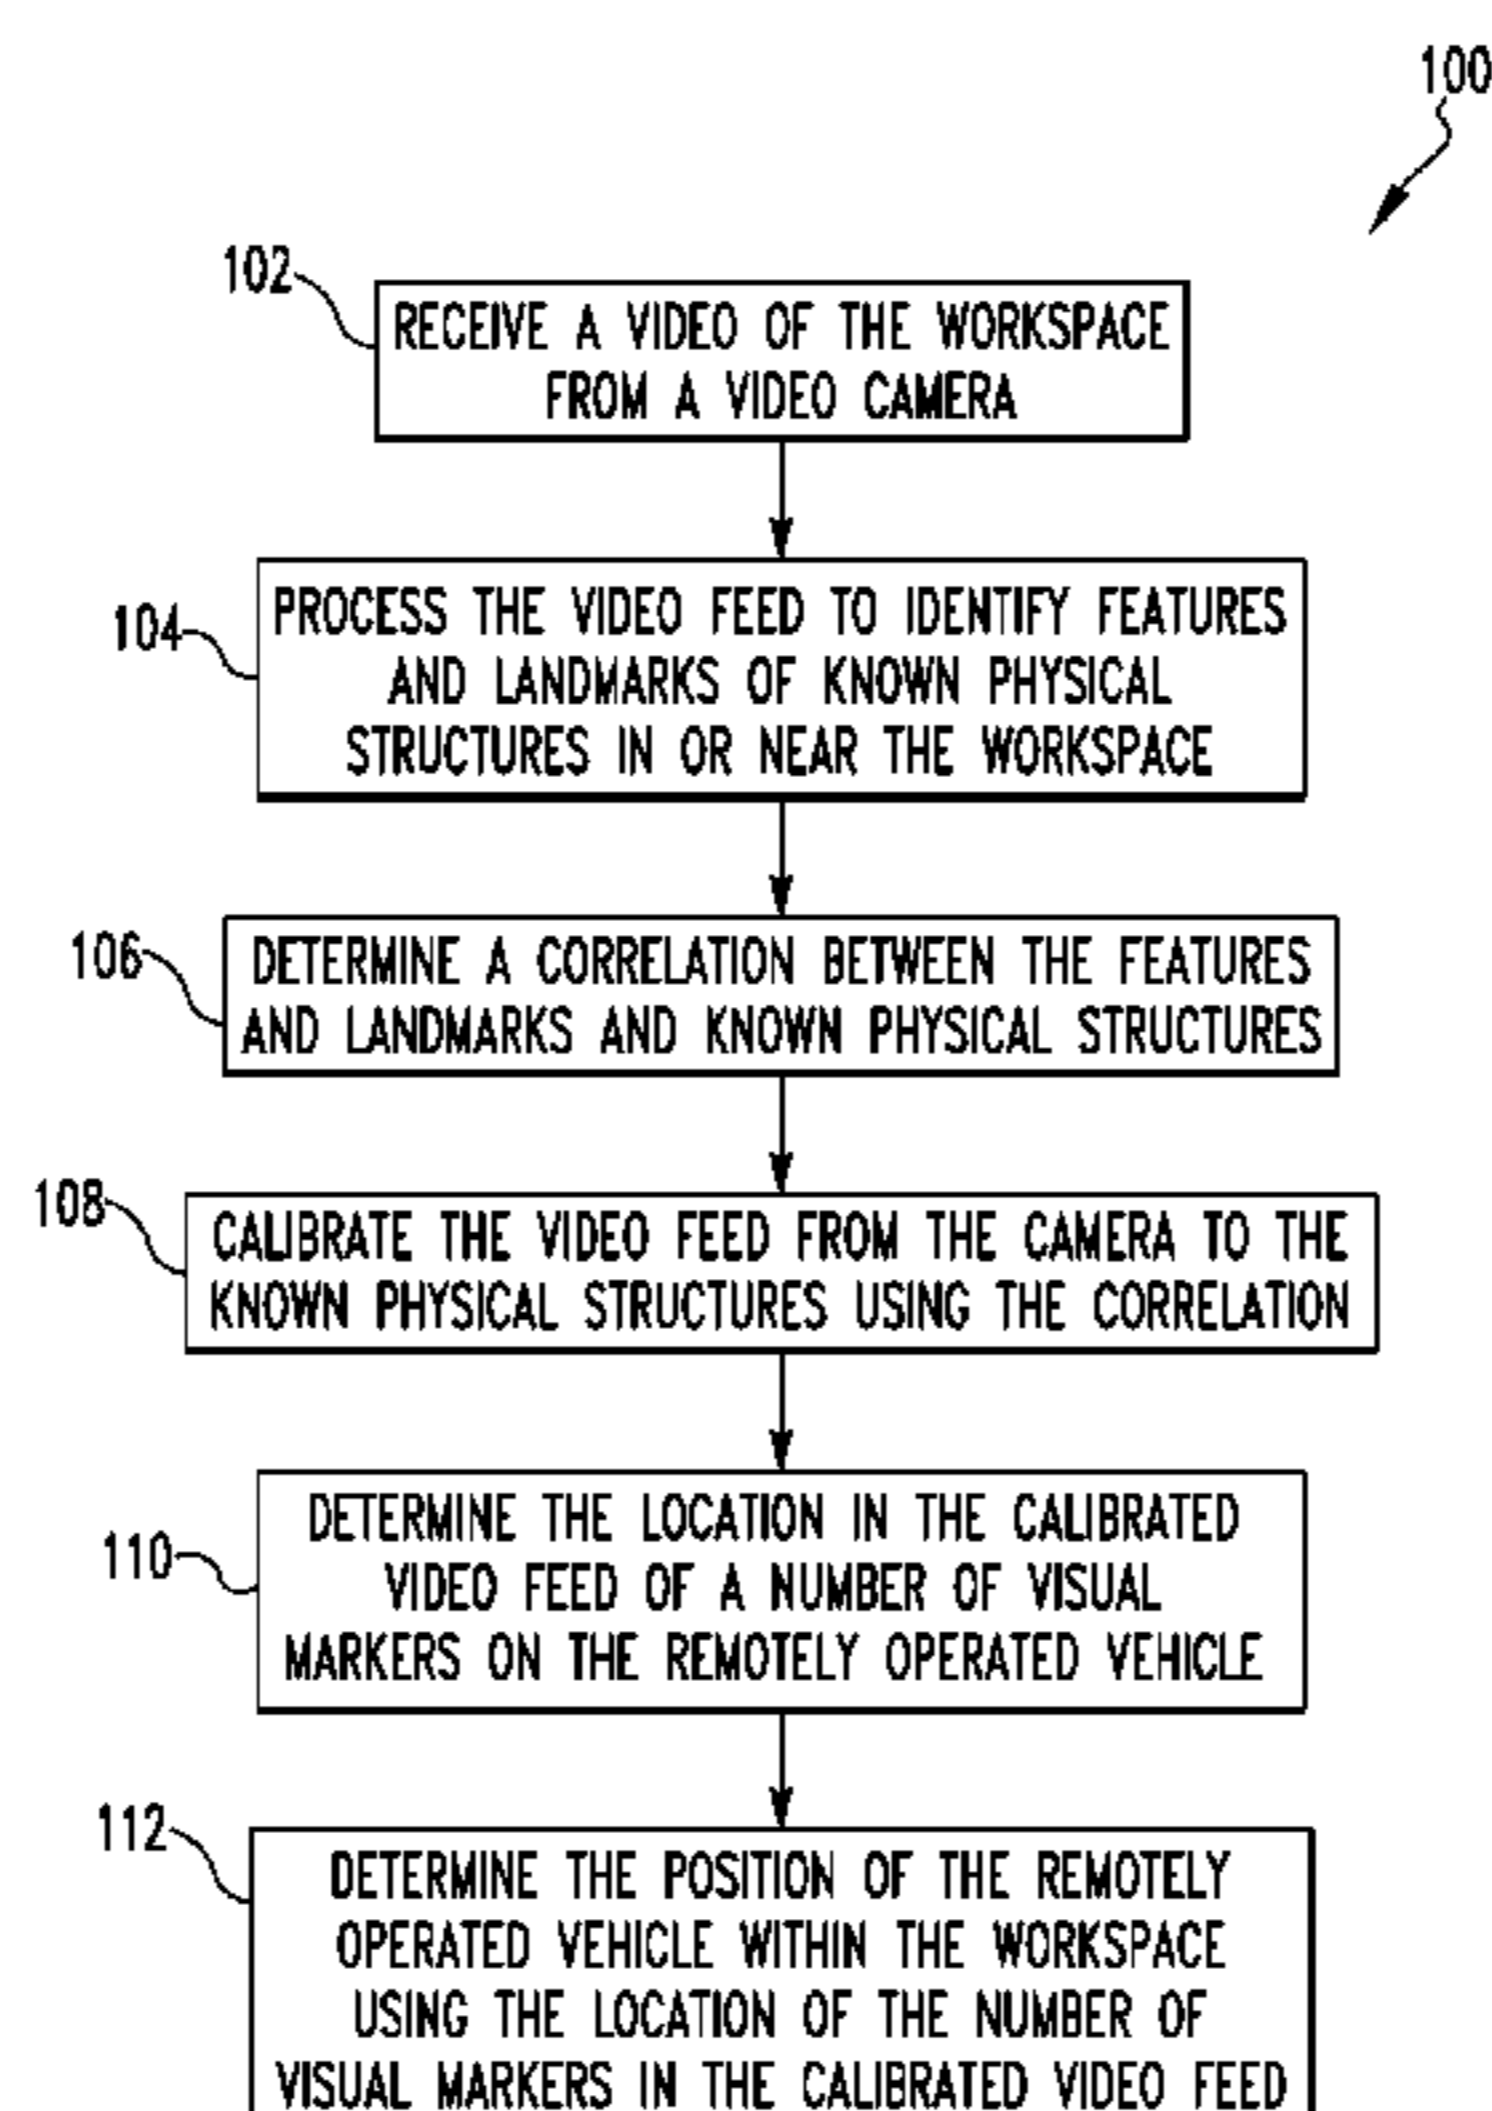 100
102
RECEIVE A VIDEO OF THE WORKSPACE
FROM A VIDEO CAMERA
104
PROCESS THE VIDEO FEED TO IDENTIFY FEATURES
AND LANDMARKS OF KNOWN PHYSICAL
STRUCTURES IN OR NEAR THE WORKSPACE
106
DETERMINE A CORRELATION BETWEEN THE FEATURES
AND LANDMARKS AND KNOWN PHYSICAL STRUCTURES
108
CALIBRATE THE VIDEO FEED FROM THE CAMERA TO THE
KNOWN PHYSICAL STRUCTURES USING THE CORRELATION
110
DETERMINE THE LOCATION IN THE CALIBRATED
VIDEO FEED OF A NUMBER OF VISUAL
MARKERS ON THE REMOTELY OPERATED VEHICLE
112
DETERMINE THE POSITION OF THE REMOTELY
OPERATED VEHICLE WITHIN THE WORKSPACE
USING THE LOCATION OF THE NUMBER OF
VISUAL MARKERS IN THE CALIBRATED VIDEO FEED